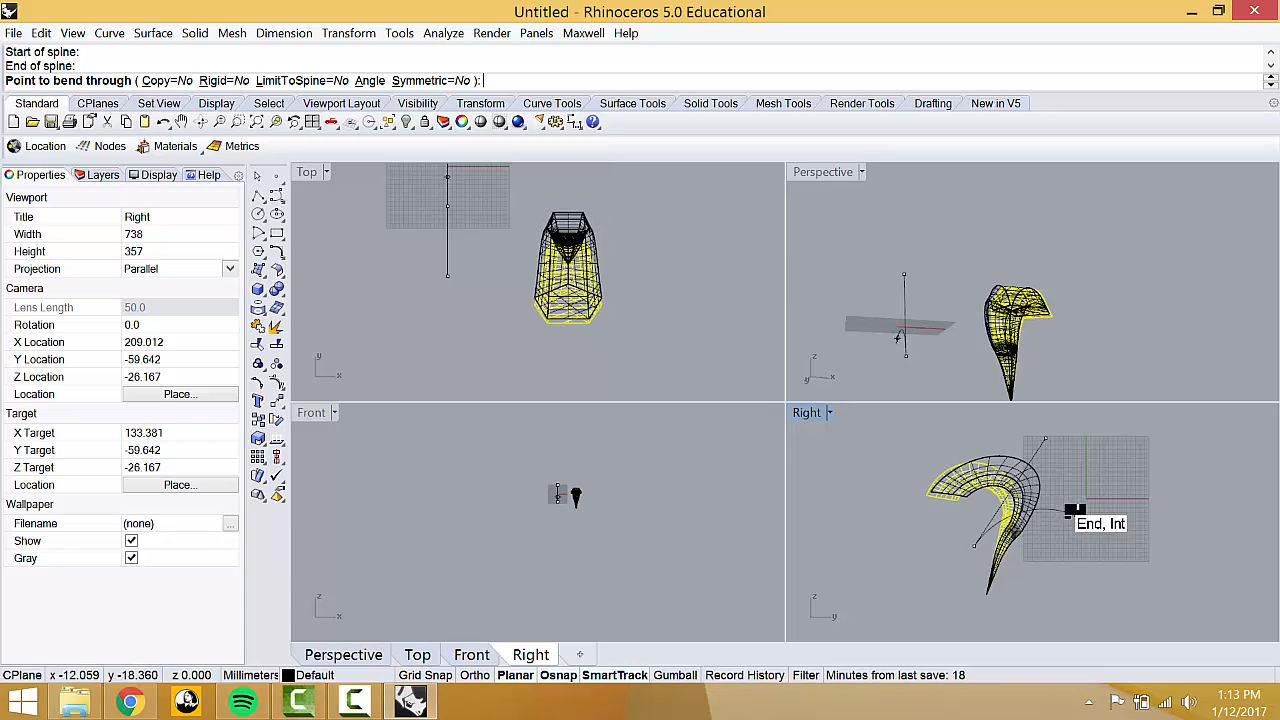 Untitled - Rhinoceros 5.0 Educational
File Edit View Curve Surface Solid Mesh Dimension Transform Tools Analyze Render Panels Maxwell Help
Start of spine:
End of spine:
Point to bend through ( Copy=No Rigid=No LimitToSpine=No Angle Symmetric=No ):
Standard CPlanes Set View Display Select Viewport Layout Visibility Transform Curve Tools Surface Tools Solid Tools Mesh Tools Render Tools Drafting New in V5
Location Nodes Materials Metrics
Properties Layers Display Help
Viewport
Title Right
Width 738
Height 357
Projection Parallel
Camera
Lens Length 50.0
Rotation 0.0
X Location 209.012
Y Location -59.642
Z Location -26.167
Location Place...
Target
X Target 133.381
Y Target -59.642
Z Target -26.167
Location Place...
Wallpaper
Filename (none) ...
Show
Gray
Top
y
x
Perspective
z
y x
Front
z
x
Right
End, Int
z
y
Perspective Top Front Right
CPlane x -12.059 y -18.360 z 0.000 Millimeters Default Grid Snap Ortho Planar Osnap SmartTrack Gumball Record History Filter Minutes from last save: 18
1:13 PM
1/12/2017